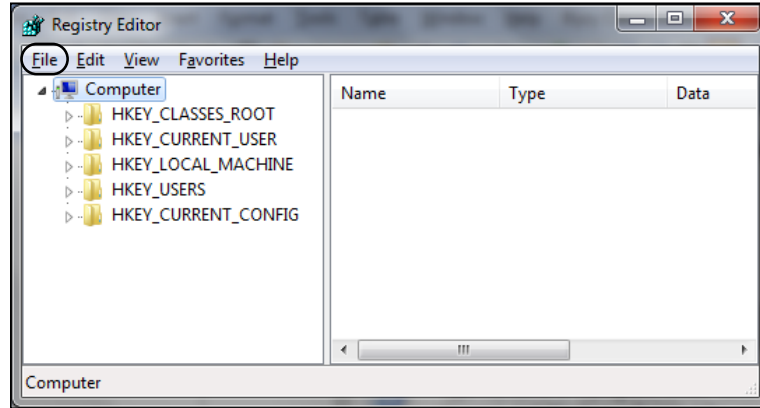 Registry Editor
File Edit View Favorites Help
Computer
HKEY_CLASSES_ROOT
HKEY_CURRENT_USER
HKEY_LOCAL_MACHINE
HKEY_USERS
HKEY_CURRENT_CONFIG
Name Type Data
Computer